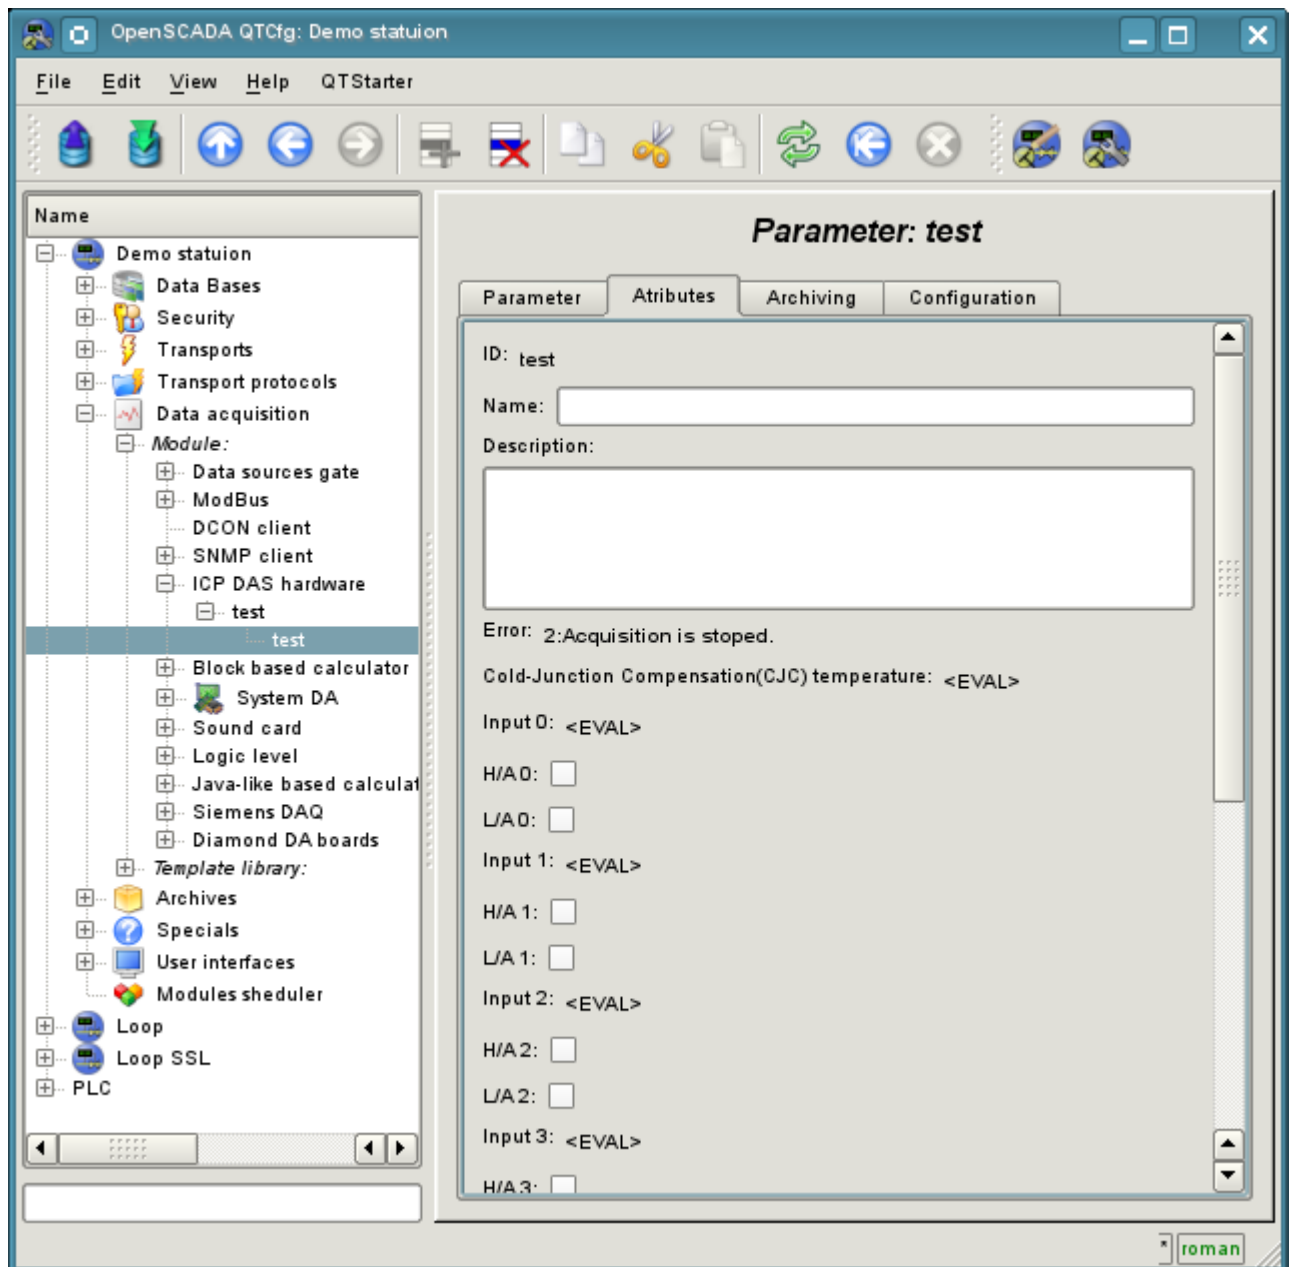 OpenSCADA QTCfg: Demo statuion
File Edit View Help QTStarter
Name
Demo statuion
Data Bases
Security
Transports
Transport protocols
Data acquisition
Module:
Data sources gate
ModBus
DCON client
SNMP client
ICP DAS hardware
test
test
Block based calculator
System DA
Sound card
Logic level
Java-like based calculat
Siemens DAQ
Diamond DA boards
Template library:
Archives
Specials
User interfaces
Modules sheduler
Loop
Loop SSL
PLC
Parameter: test
Parameter Atributes Archiving Configuration
ID: test
Name:
Description:
Error: 2:Acquisition is stoped.
Cold-Junction Compensation(CJC) temperature: <EVAL>
Input 0: <EVAL>
H/A 0:
L/A 0:
Input 1: <EVAL>
H/A 1:
L/A 1:
Input 2: <EVAL>
H/A 2:
L/A 2:
Input 3: <EVAL>
H/A 3:
* roman